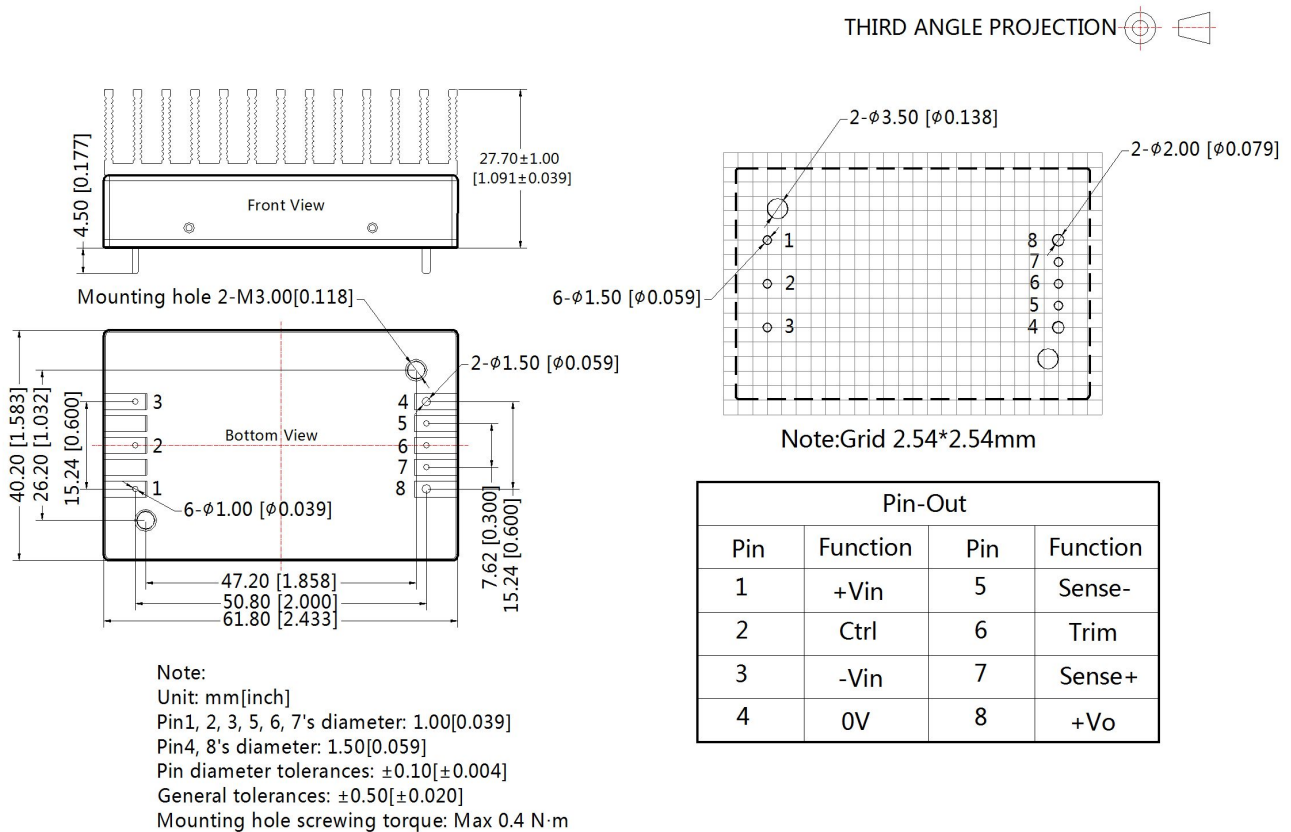 THIRD ANGLE PROJECTION
4.50 [0.177]
27.70±1.00
[1.091±0.039]
Front View
Mounting hole 2-M3.00[0.118]
2-φ1.50 [φ0.059]
40.20 [1.583]
26.20 [1.032]
15.24 [0.600]
3
2
1
Bottom View
4
5
6
7
8
6-φ1.00 [φ0.039]
7.62 [0.300]
15.24 [0.600]
47.20 [1.858]
50.80 [2.000]
61.80 [2.433]
Note:
Unit: mm[inch]
Pin1, 2, 3, 5, 6, 7's diameter: 1.00[0.039]
Pin4, 8's diameter: 1.50[0.059]
Pin diameter tolerances: ±0.10[±0.004]
General tolerances: ±0.50[±0.020]
Mounting hole screwing torque: Max 0.4 N·m
2-φ3.50 [φ0.138]
2-φ2.00 [φ0.079]
6-φ1.50 [φ0.059]
1
2
3
8
7
6
5
4
Note:Grid 2.54*2.54mm
Pin-Out
Pin Function Pin Function
1 +Vin 5 Sense-
2 Ctrl 6 Trim
3 -Vin 7 Sense+
4 0V 8 +Vo